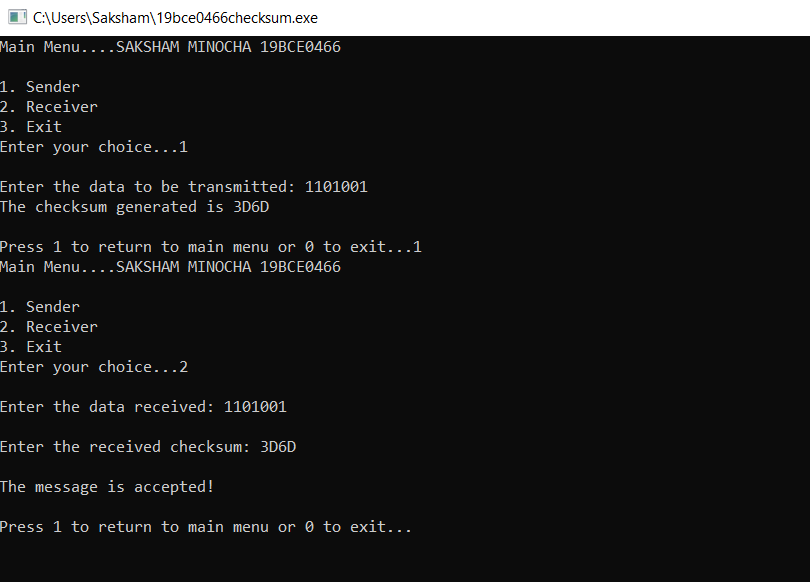 C:\Users\Saksham\19bce0466checksum.exe
Main Menu....SAKSHAM MINOCHA 19BCE0466
1. Sender
2. Receiver
3. Exit
Enter your choice...1
Enter the data to be transmitted: 1101001
The checksum generated is 3D6D
Press 1 to return to main menu or 0 to exit...1
Main Menu....SAKSHAM MINOCHA 19BCE0466
1. Sender
2. Receiver
3. Exit
Enter your choice...2
Enter the data received: 1101001
Enter the received checksum: 3D6D
The message is accepted!
Press 1 to return to main menu or 0 to exit...